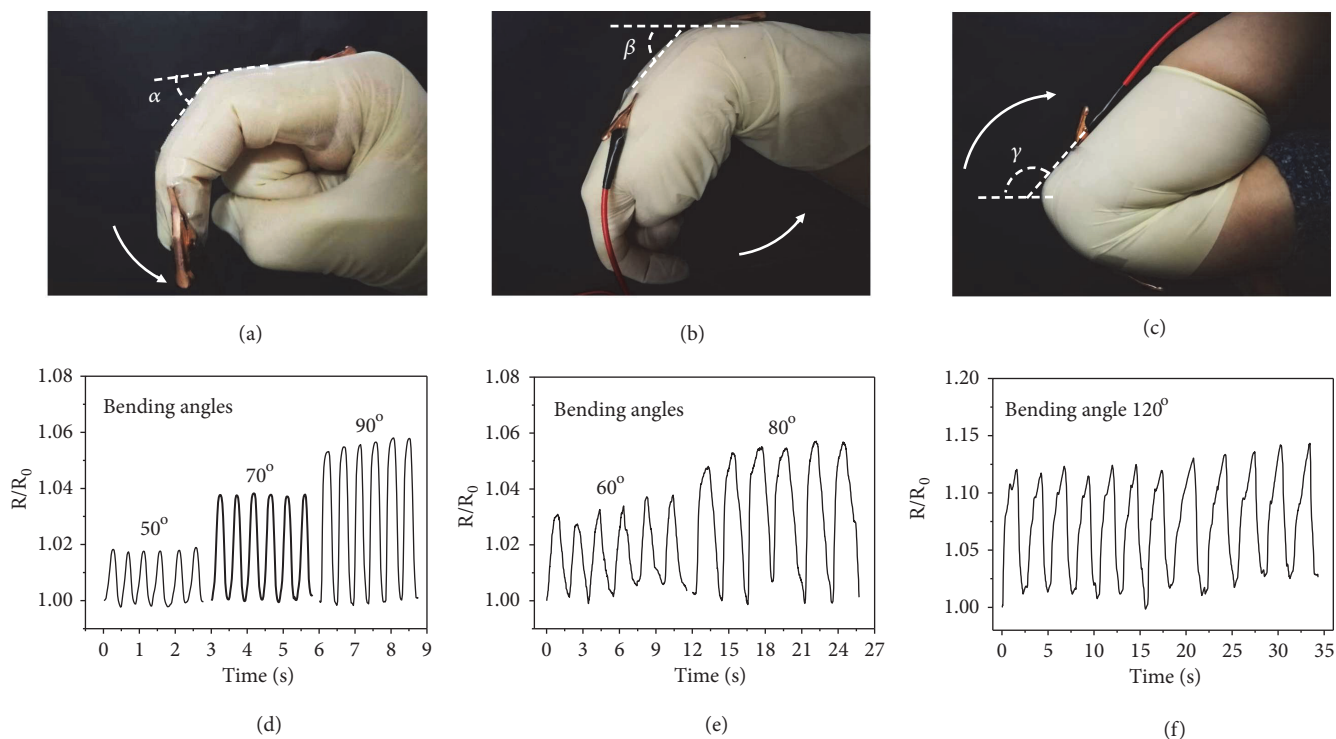 α
β
γ
(a)
(b)
(c)
1.08
1.06
1.04
1.02
1.00
R/R₀
Bending angles
50°
70°
90°
0 1 2 3 4 5 6 7 8 9
Time (s)
(d)
1.08
1.06
1.04
1.02
1.00
R/R₀
Bending angles
60°
80°
0 3 6 9 12 15 18 21 24 27
Time (s)
(e)
1.20
1.15
1.10
1.05
1.00
R/R₀
Bending angle 120°
0 5 10 15 20 25 30 35
Time (s)
(f)